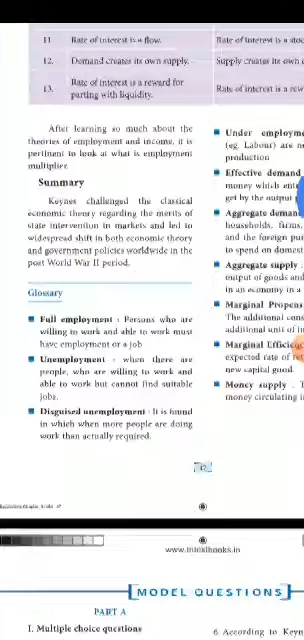 11. Rate of interest is a flow. Rate of interest is a stoc
12. Demand creates its own supply. Supply creates its own
13. Rate of interest is a reward for parting with liquidity. Rate of interest is a rew
After learning so much about the
theories of employment and income, it is
pertinent to look at what is employment
multiplier.
Summary
Keynes challenged the classical
economic theory regarding the merits of
state intervention in markets and led to
widespread shift in both economic theory
and government policies worldwide in the
post World War II period.
Glossary
■ Full employment : Persons who are
willing to work and able to work must
have employment or a job
■ Unemployment : when there are
people, who are willing to work and
able to work but cannot find suitable
jobs.
■ Disguised unemployment : It is found
in which when more people are doing
work than actually required.
■ Under employme
(eg. Labour) are n
production
■ Effective demand
money which ent
get by the output
■ Aggregate deman
households, firms,
and the foreign pur
to spend on domest
■ Aggregate supply :
output of goods and
in an economy in a
■ Marginal Propens
The additional cons
additional unit of in
■ Marginal Efficienc
expected rate of ret
new capital good.
■ Money supply :
money circulating i
www.tntextbooks.in
MODEL QUESTIONS
PART A
I. Multiple choice questions
6. According to Keyn